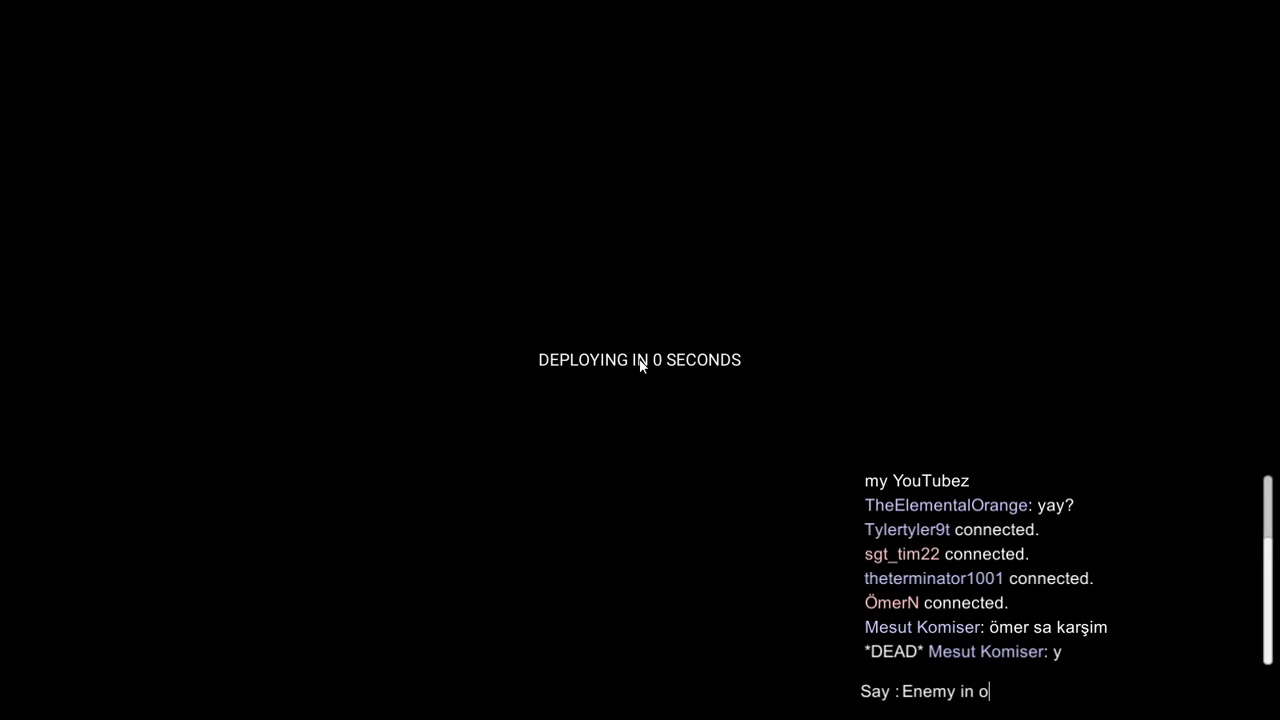 DEPLOYING IN 0 SECONDS
my YouTubez
TheElementalOrange: yay?
Tylertyler9t connected.
sgt_tim22 connected.
theterminator1001 connected.
ÖmerN connected.
Mesut Komiser: ömer sa karşim
*DEAD* Mesut Komiser: y
Say :Enemy in o